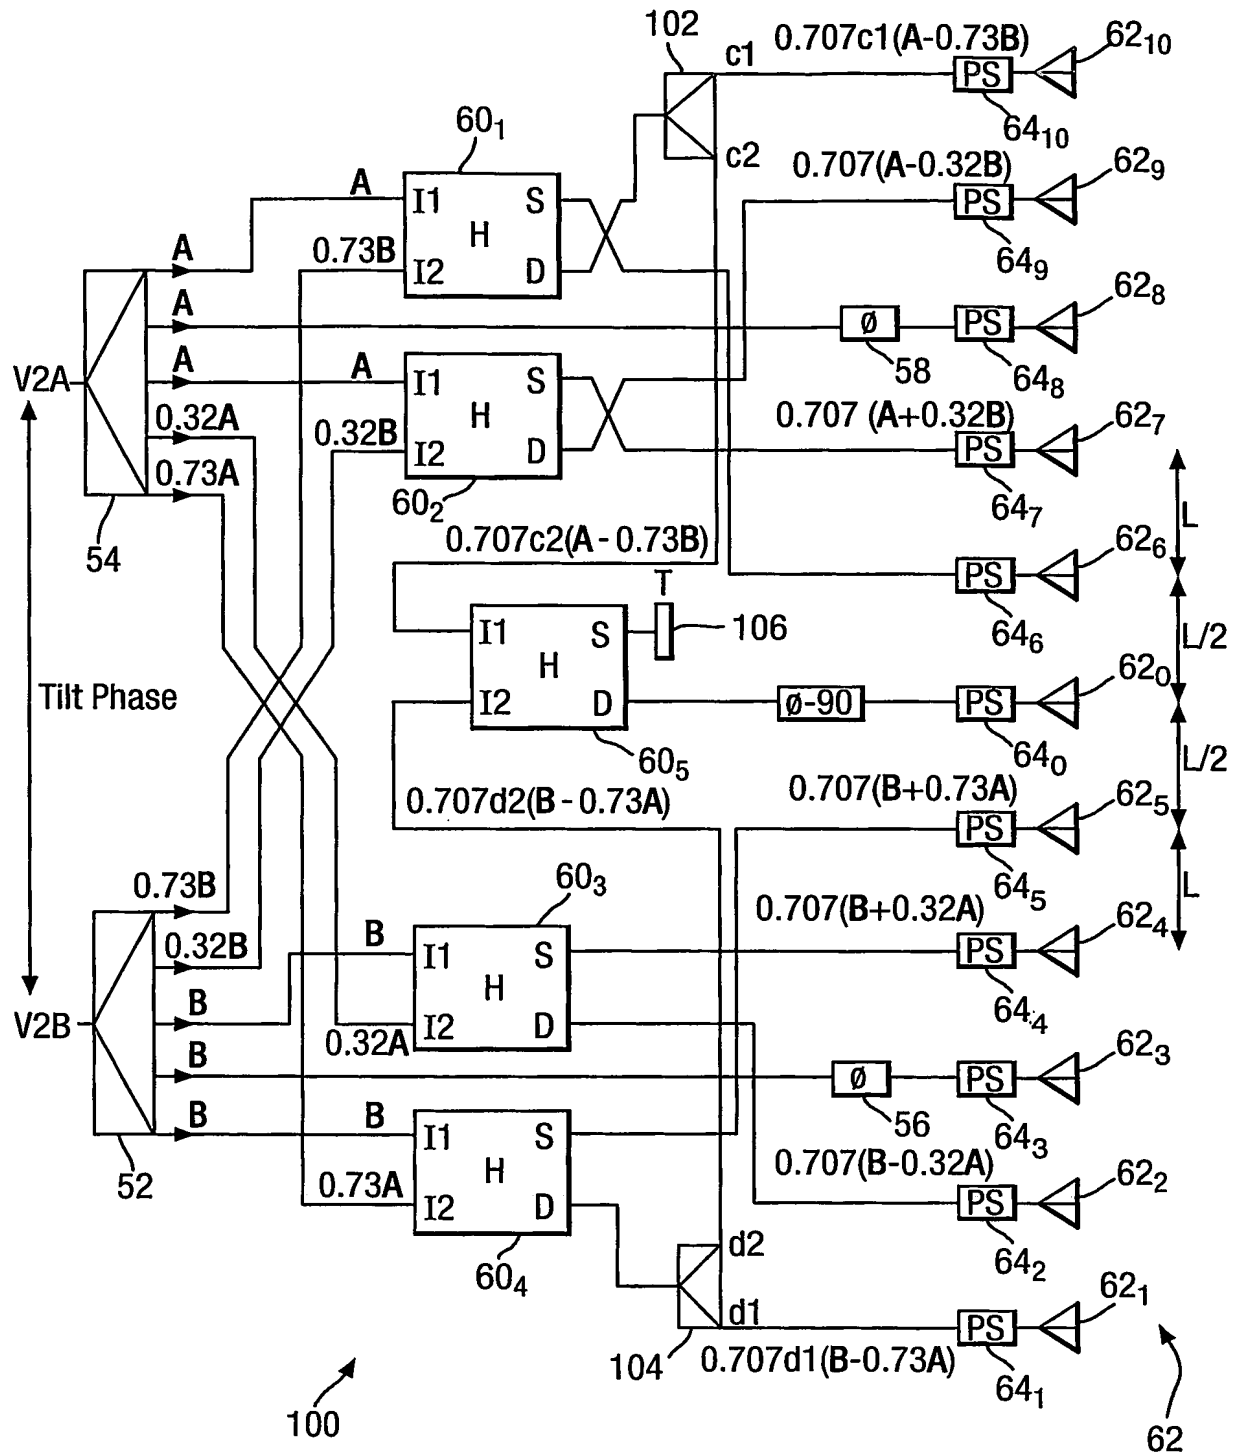 102
c1
0.707c1(A-0.73B)
62₁₀
PS
64₁₀
60₁
c2
0.707(A-0.32B)
62₉
A
I1
S
PS
H
64₉
A
0.73B
I2
D
62₈
A
ø
PS
58
64₈
V2A
A
A
I1
S
0.707 (A+0.32B)
62₇
H
0.32A
0.32B
I2
D
PS
0.73A
60₂
64₇
L
54
0.707c2(A - 0.73B)
62₆
T
PS
I1
S
106
64₆
H
L/2
Tilt Phase
62₀
I2
D
ø-90
PS
60₅
64₀
L/2
0.707d2(B - 0.73A)
0.707(B+0.73A)
62₅
PS
0.73B
60₃
64₅
L
0.707(B+0.32A)
62₄
0.32B
B
I1
S
PS
H
64₄
V2B
B
I2
D
0.32A
62₃
B
ø
PS
56
64₃
B
B
I1
S
52
H
0.707(B-0.32A)
62₂
0.73A
I2
D
PS
60₄
d2
64₂
d1
62₁
PS
104
0.707d1(B-0.73A)
64₁
100
62